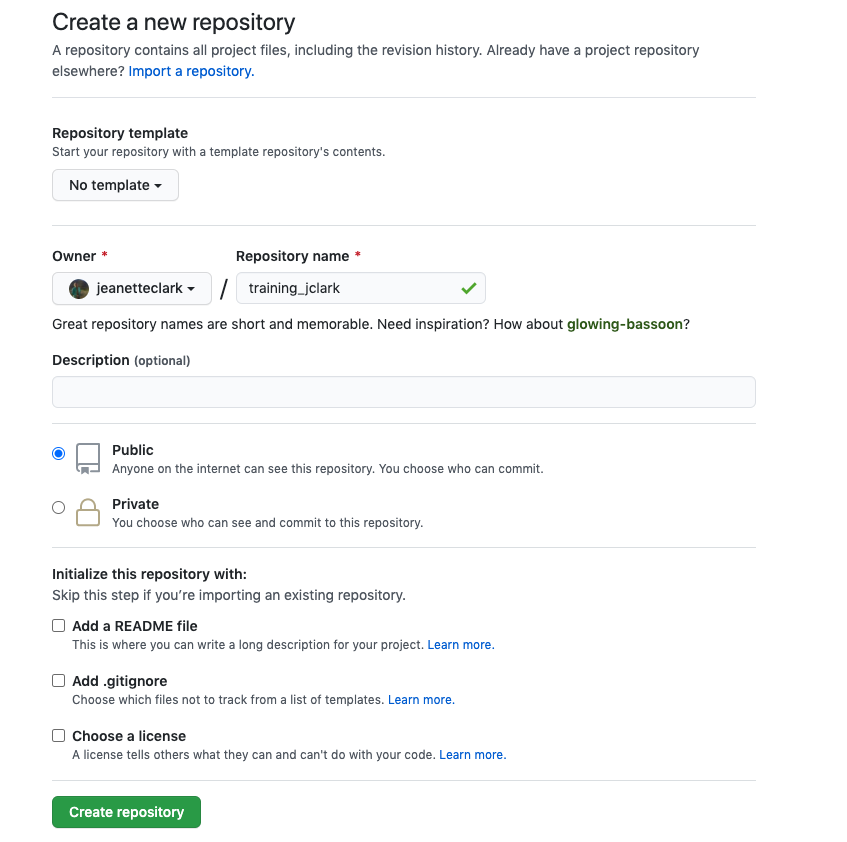 Create a new repository
A repository contains all project files, including the revision history. Already have a project repository
elsewhere? Import a repository.
Repository template
Start your repository with a template repository's contents.
No template
Owner *
Repository name *
jeanetteclark
/
training_jclark
Great repository names are short and memorable. Need inspiration? How about glowing-bassoon?
Description (optional)
Public
Anyone on the internet can see this repository. You choose who can commit.
Private
You choose who can see and commit to this repository.
Initialize this repository with:
Skip this step if you’re importing an existing repository.
Add a README file
This is where you can write a long description for your project. Learn more.
Add .gitignore
Choose which files not to track from a list of templates. Learn more.
Choose a license
A license tells others what they can and can't do with your code. Learn more.
Create repository